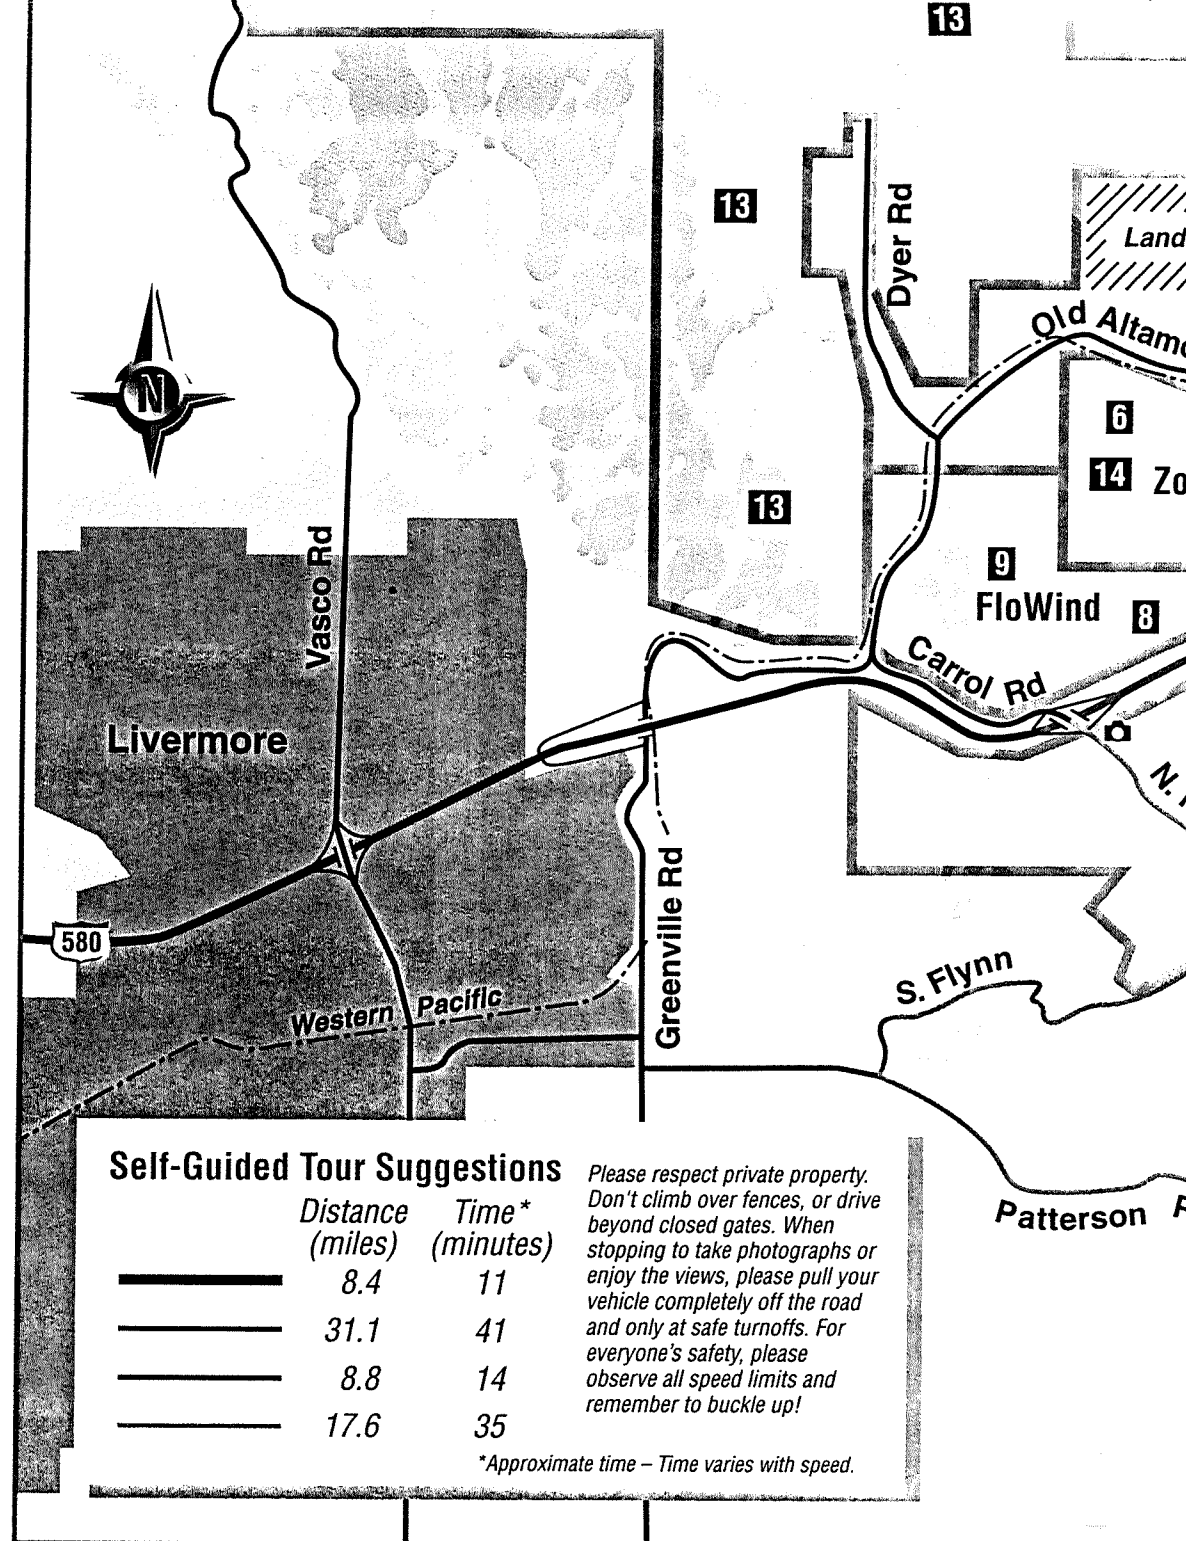 13
13
Dyer Rd
Land
Old Altamo
N
6
14 Zo
13
Vasco Rd
9
FloWind
8
Carrol Rd
Livermore
N.
580
Greenville Rd
S. Flynn
Western Pacific
Patterson
Self-Guided Tour Suggestions
Distance Time*
(miles) (minutes)
8.4 11
31.1 41
8.8 14
17.6 35
Please respect private property.
Don't climb over fences, or drive
beyond closed gates. When
stopping to take photographs or
enjoy the views, please pull your
vehicle completely off the road
and only at safe turnoffs. For
everyone's safety, please
observe all speed limits and
remember to buckle up!
*Approximate time – Time varies with speed.